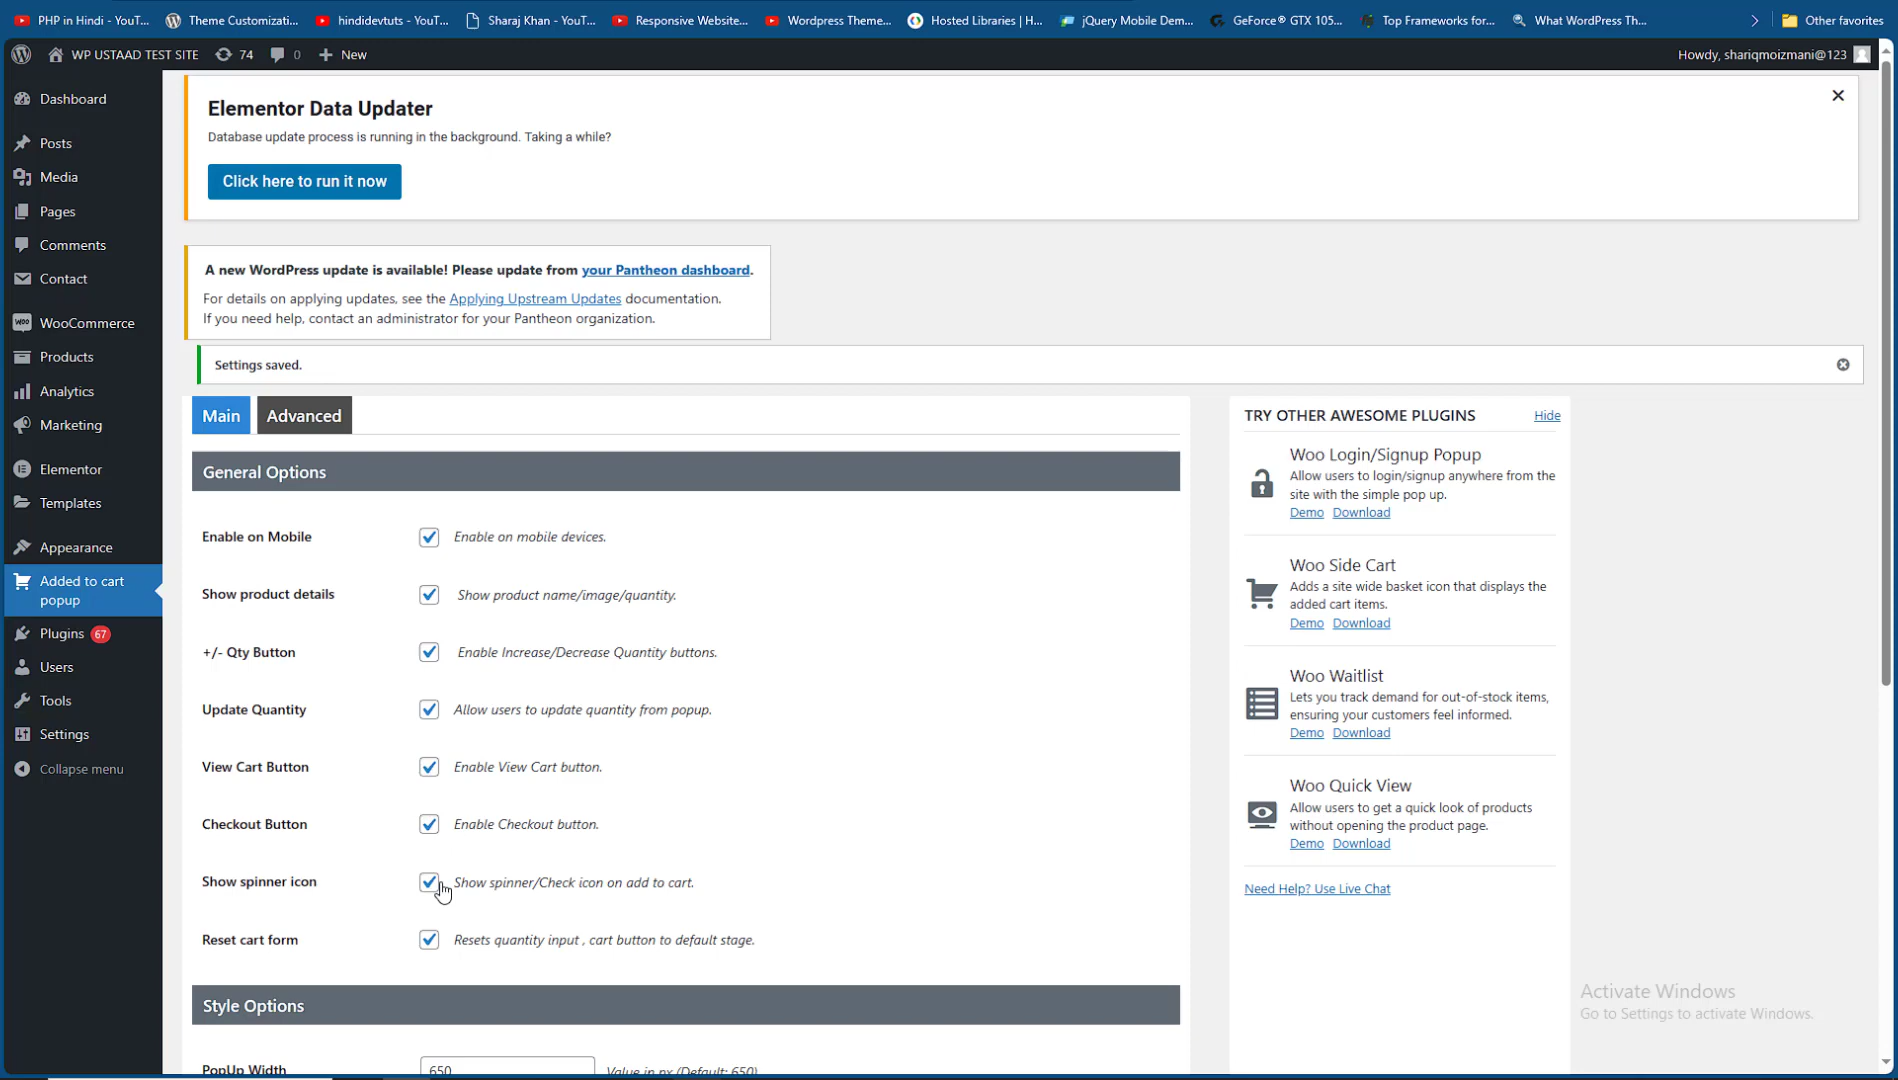 PHP in Hindi - YouT...
Theme Customizati...
hindidevtuts - YouT...
Sharaj Khan - YouT...
Responsive Website...
Wordpress Theme...
Hosted Libraries | H...
jQuery Mobile Dem...
GeForce® GTX 105...
Top Frameworks for...
What WordPress Th...
Other favorites
WP USTAAD TEST SITE
74
0
New
Howdy, shariqmoizmani@123
Dashboard
Posts
Media
Pages
Comments
Contact
WooCommerce
Products
Analytics
Marketing
Elementor
Templates
Appearance
Added to cart
popup
Plugins 67
Users
Tools
Settings
Collapse menu
Elementor Data Updater
Database update process is running in the background. Taking a while?
Click here to run it now
A new WordPress update is available! Please update from your Pantheon dashboard.
For details on applying updates, see the Applying Upstream Updates documentation.
If you need help, contact an administrator for your Pantheon organization.
Settings saved.
Main
Advanced
General Options
Enable on Mobile
Enable on mobile devices.
Show product details
Show product name/image/quantity.
+/- Qty Button
Enable Increase/Decrease Quantity buttons.
Update Quantity
Allow users to update quantity from popup.
View Cart Button
Enable View Cart button.
Checkout Button
Enable Checkout button.
Show spinner icon
Show spinner/Check icon on add to cart.
Reset cart form
Resets quantity input , cart button to default stage.
Style Options
PopUp Width
650
Value in px (Default: 650)
TRY OTHER AWESOME PLUGINS
Hide
Woo Login/Signup Popup
Allow users to login/signup anywhere from the
site with the simple pop up.
Demo Download
Woo Side Cart
Adds a site wide basket icon that displays the
added cart items.
Demo Download
Woo Waitlist
Lets you track demand for out-of-stock items,
ensuring your customers feel informed.
Demo Download
Woo Quick View
Allow users to get a quick look of products
without opening the product page.
Demo Download
Need Help? Use Live Chat
Activate Windows
Go to Settings to activate Windows.